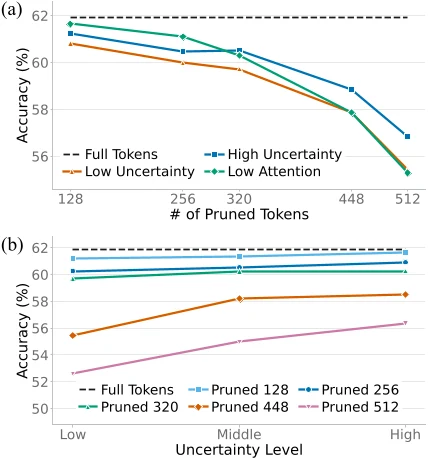 (a)
62
60
58
56
Accuracy (%)
Full Tokens
High Uncertainty
Low Uncertainty
Low Attention
128 256 320 448 512
# of Pruned Tokens
(b)
62
60
58
56
54
52
50
Accuracy (%)
Full Tokens
Pruned 128
Pruned 256
Pruned 320
Pruned 448
Pruned 512
Low Middle High
Uncertainty Level